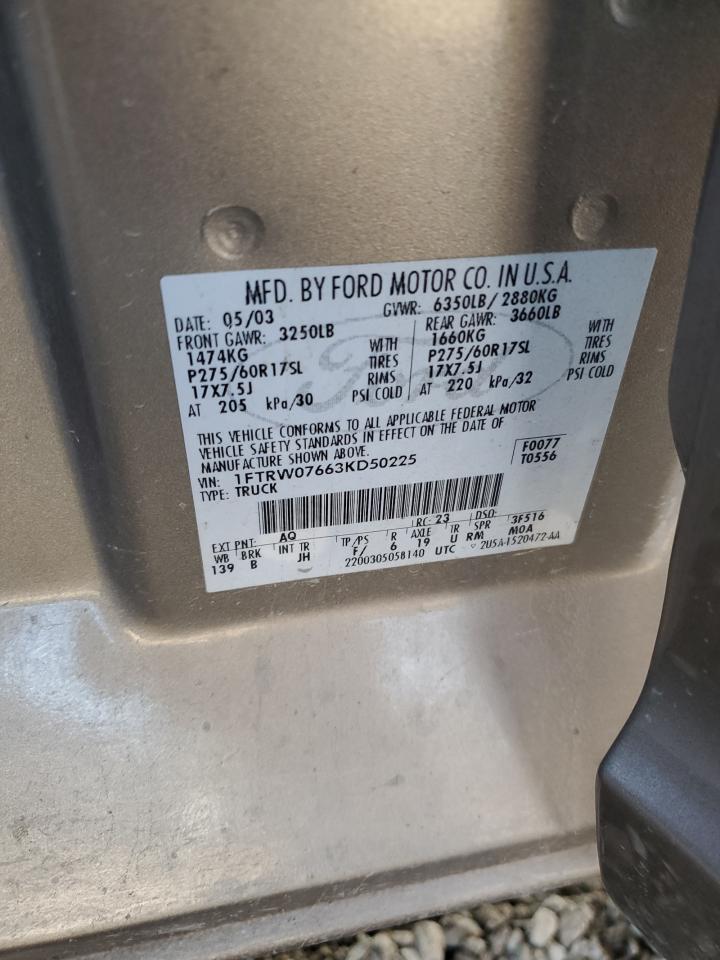 MFD. BY FORD MOTOR CO. IN U.S.A.
DATE: 05/03 GVWR: 6350LB/ 2880KG
FRONT GAWR: 3250LB REAR GAWR: 3660LB
1474KG WITH 1660KG WITH
P275/60R17SL TIRES P275/60R17SL TIRES
17X7.5J RIMS 17X7.5J RIMS
AT 205 kPa/30 PSI COLD AT 220 kPa/32 PSI COLD
Ford
THIS VEHICLE CONFORMS TO ALL APPLICABLE FEDERAL MOTOR
VEHICLE SAFETY STANDARDS IN EFFECT ON THE DATE OF
MANUFACTURE SHOWN ABOVE.
VIN: 1FTRW07663KD50225 F0077
TYPE: TRUCK T0556
EXT PNT: AQ RC: 23 DSO: 3F516
WB BRK INT TR TP/PS R AXLE TR SPR
139 B JH F/ 6 19 U RM M0A
2200305058140 UTC 2U5A-1520472-AA